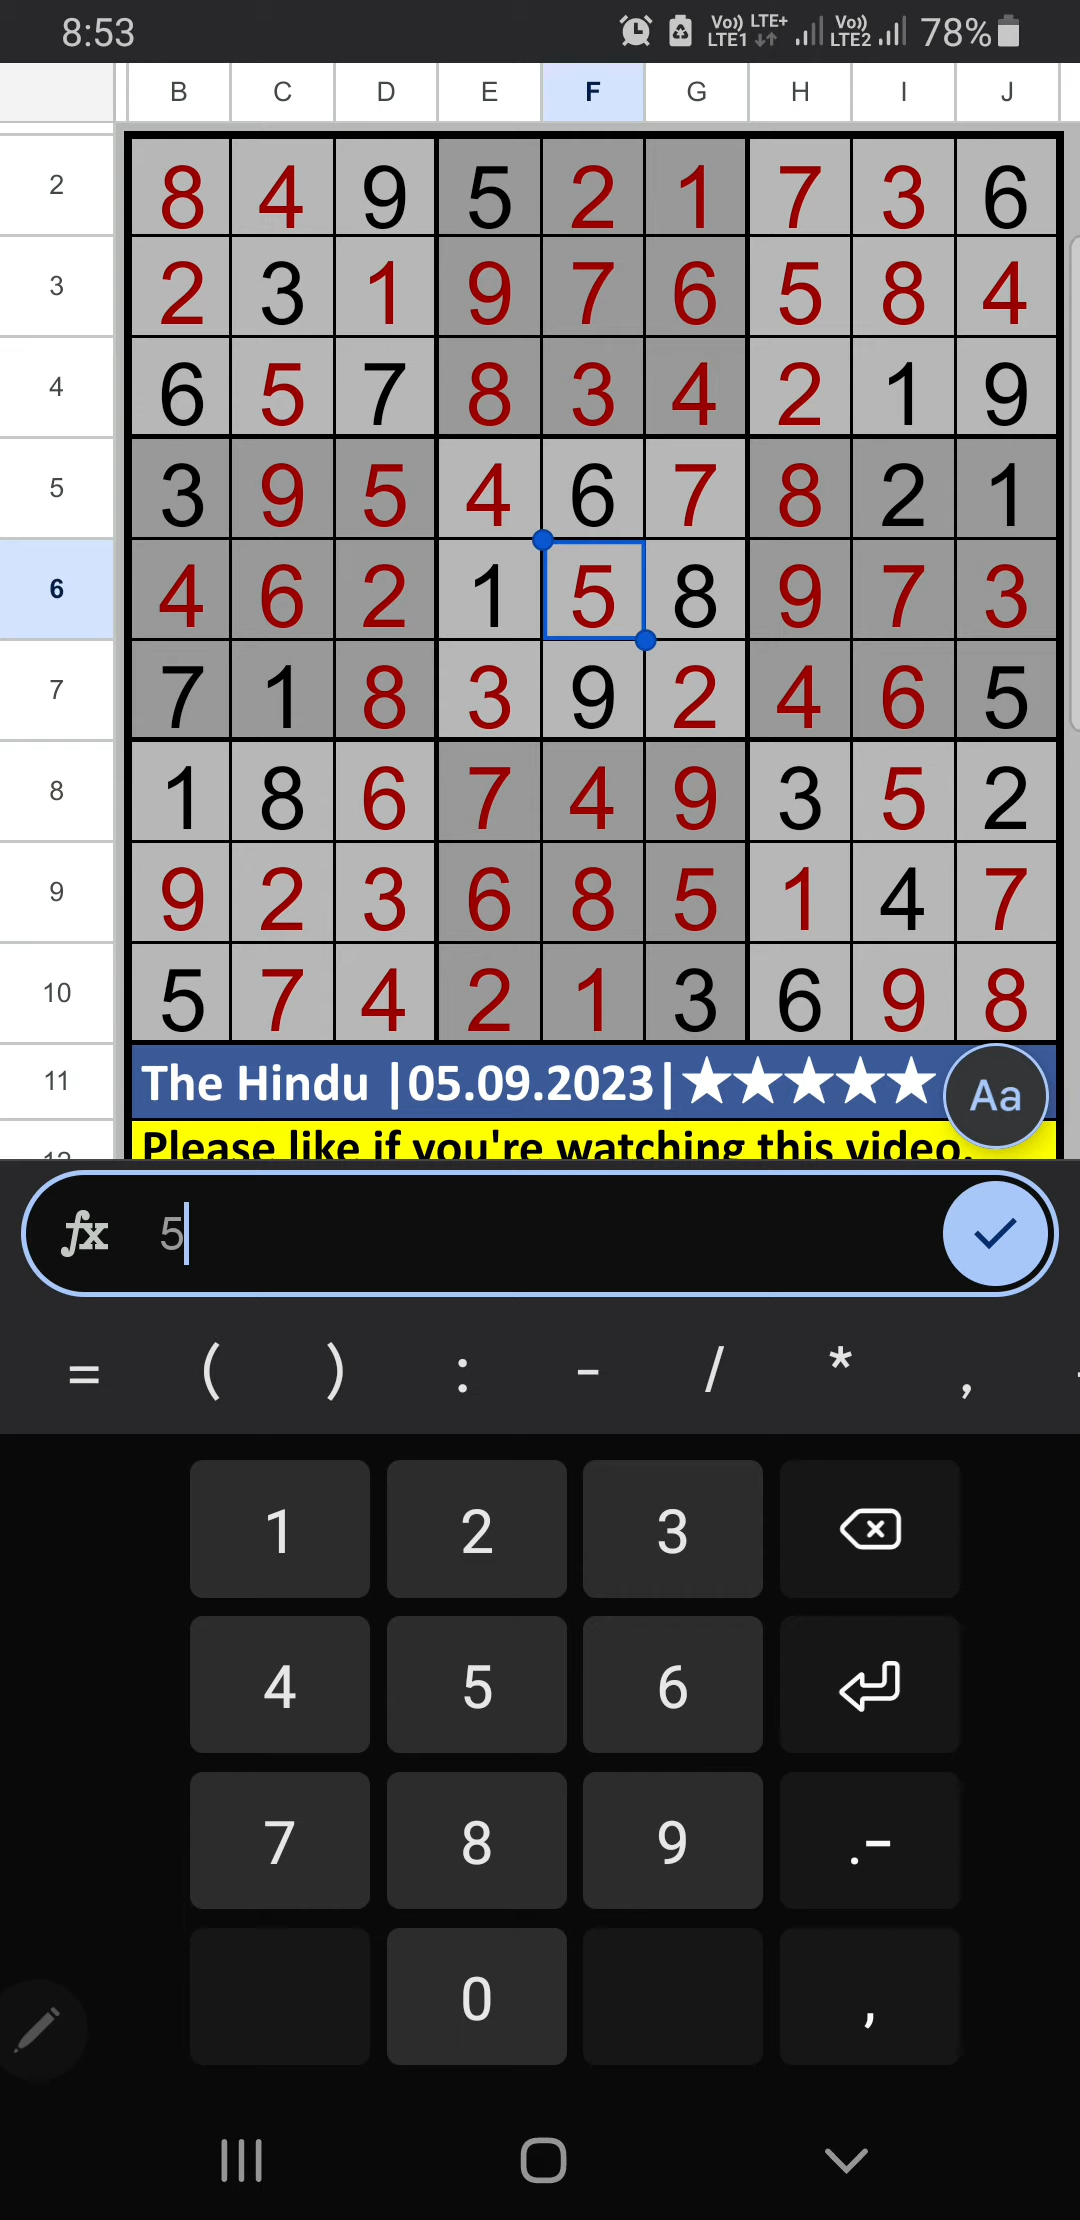 8:53 Vo)) LTE1 LTE+ Vo)) LTE2 78%
B C D E F G H I J
2 8 4 9 5 2 1 7 3 6
3 2 3 1 9 7 6 5 8 4
4 6 5 7 8 3 4 2 1 9
5 3 9 5 4 6 7 8 2 1
6 4 6 2 1 5 8 9 7 3
7 7 1 8 3 9 2 4 6 5
8 1 8 6 7 4 9 3 5 2
9 9 2 3 6 8 5 1 4 7
10 5 7 4 2 1 3 6 9 8
11 The Hindu |05.09.2023|★★★★★ Aa
12 Please like if you're watching this video.
fx 5
= ( ) : - / * ,
1 2 3
4 5 6
7 8 9 .-
0 ,